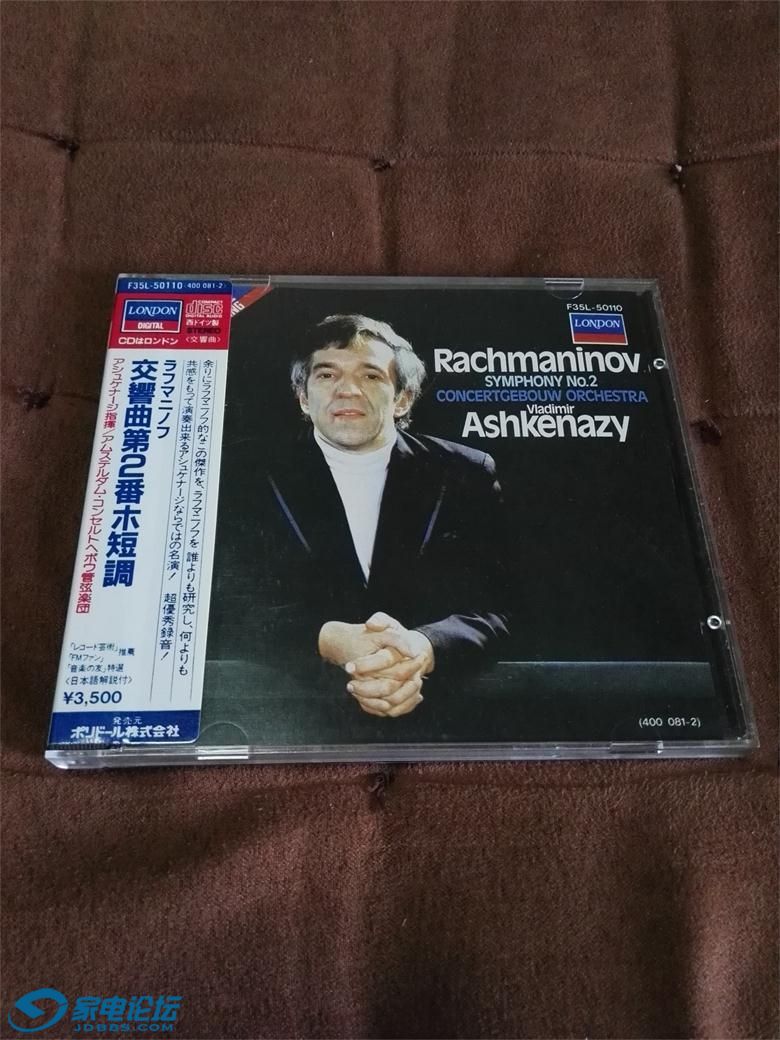 F35L-50110 (400 081-2)
LONDON
DIGITAL
COMPACT
disc
DIGITAL AUDIO
西ドイツ製
STEREO
CDはロンドン
〈交響曲〉
ラフマニノフ
交響曲第2番ホ短調
アシュケナージ指揮/アムステルダム・コンセルトヘボウ管弦楽団
余りにラフマニノフ的なこの傑作を、ラフマニノフを誰よりも研究し、何よりも
共感をもって演奏出来るアシュケナージならではの名演! 超優秀録音!
「レコード芸術」推薦
「FMファン」
「音楽の友」特選
〈日本語解説付〉
¥3,500
発売元
ポリドール株式会社
F35L-50110
LONDON
Rachmaninov
SYMPHONY No.2
CONCERTGEBOUW ORCHESTRA
Vladimir
Ashkenazy
(400 081-2)
家电论坛
JDBBS.COM